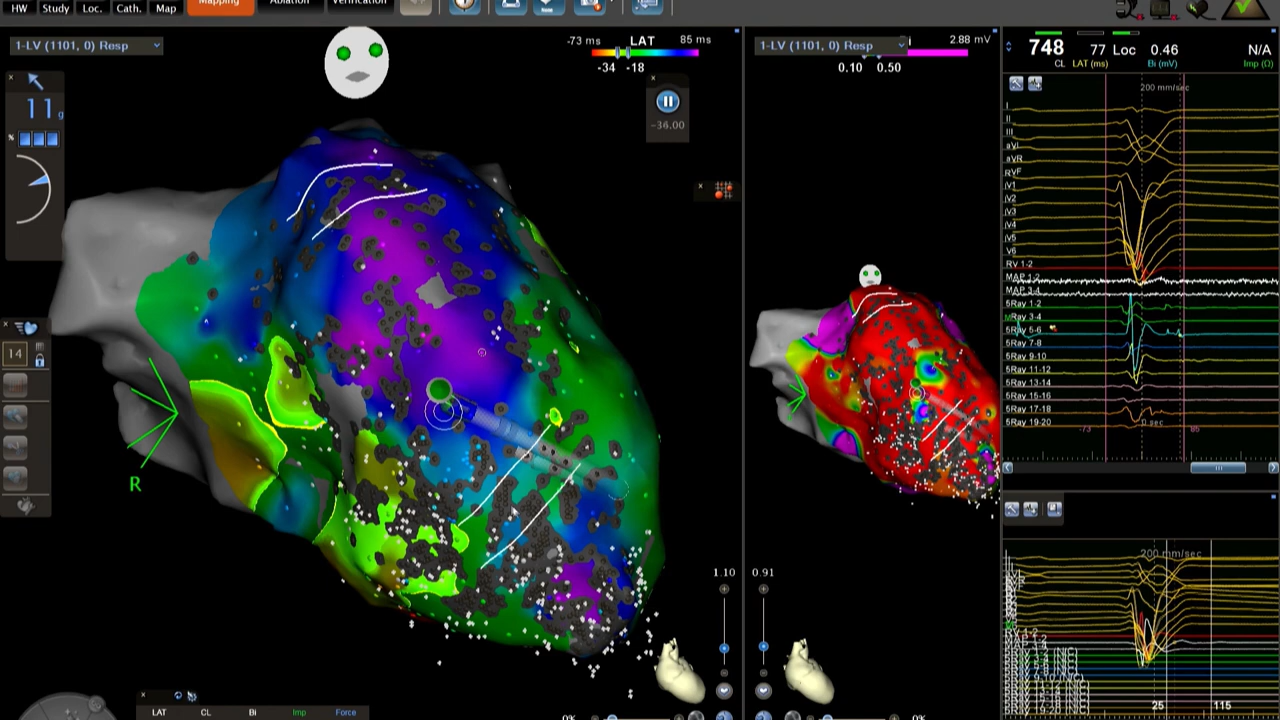 HW Study Loc. Cath. Map Mapping Ablation Verification
1-LV (1101, 0) Resp
-73 ms LAT 85 ms
-34 -18
11 g
%
-36.00
14
R
1.10
0%
LAT CL Bi Imp Force
1-LV (1101, 0) Resp
2.88 mV
0.10 0.50
0.91
0%
748 77 Loc 0.46 N/A
CL LAT (ms) Bi (mV) Imp (Ω)
200 mm/sec
I
II
III
aVl
aVR
RVF
V2
V3
V4
V5
V6
RV 1-2
MAP 1-2
MAP 3-4
5Ray 1-2
Ray 3-4
5Ray 5-6
5Ray 7-8
5Ray 9-10
5Ray 11-12
5Ray 13-14
5Ray 15-16
5Ray 17-18
5Ray 19-20
0 sec
-73 85
200 mm/sec
25 115